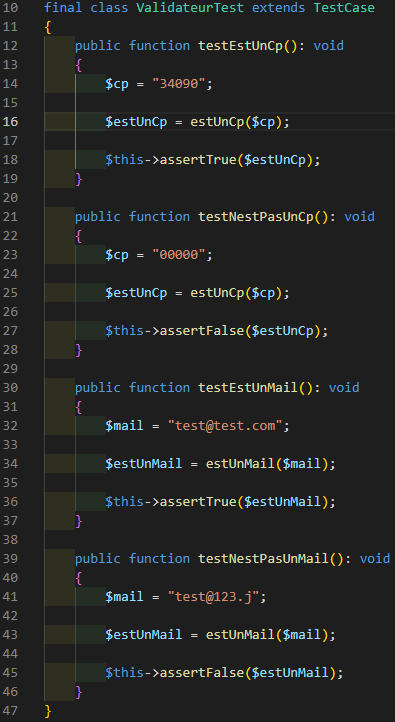 10 final class ValidateurTest extends TestCase
11 {
12 public function testEstUnCp(): void
13 {
14 $cp = "34090";
15
16 $estUnCp = estUnCp($cp);
17
18 $this->assertTrue($estUnCp);
19 }
20
21 public function testNestPasUnCp(): void
22 {
23 $cp = "00000";
24
25 $estUnCp = estUnCp($cp);
26
27 $this->assertFalse($estUnCp);
28 }
29
30 public function testEstUnMail(): void
31 {
32 $mail = "test@test.com";
33
34 $estUnMail = estUnMail($mail);
35
36 $this->assertTrue($estUnMail);
37 }
38
39 public function testNestPasUnMail(): void
40 {
41 $mail = "test@123.j";
42
43 $estUnMail = estUnMail($mail);
44
45 $this->assertFalse($estUnMail);
46 }
47 }